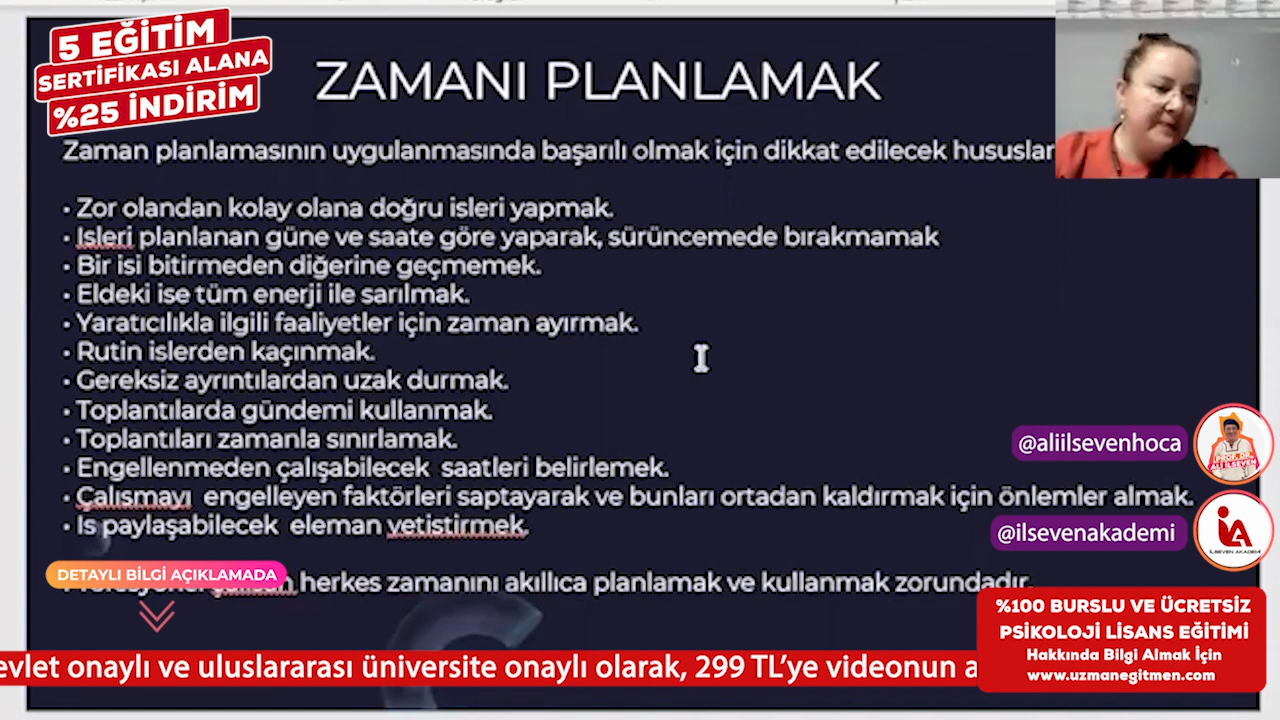 5 EĞİTİM
SERTİFİKASI ALANA
%25 İNDİRİM
ZAMANI PLANLAMAK
Zaman planlamasının uygulanmasında başarılı olmak için dikkat edilecek hususlar
• Zor olandan kolay olana doğru isleri yapmak.
• Isleri planlanan güne ve saate göre yaparak, sürüncemede bırakmamak
• Bir isi bitirmeden diğerine geçmemek.
• Eldeki ise tüm enerji ile sarılmak.
• Yaratıcılıkla ilgili faaliyetler için zaman ayırmak.
• Rutin islerden kaçınmak.
• Gereksiz ayrıntılardan uzak durmak.
• Toplantılarda gündemi kullanmak.
• Toplantıları zamanla sınırlamak.
• Engellenmeden çalışabilecek saatleri belirlemek.
• Çalısmayı engelleyen faktörleri saptayarak ve bunları ortadan kaldırmak için önlemler almak.
• Is paylaşabilecek eleman yetistirmek.
herkes zamanını akıllıca planlamak ve kullanmak zorundadır.
@aliilsevenhoca
PROF. DR.
ALİ İLSEVEN
@ilsevenakademi
İLSEVEN AKADEMİ
DETAYLI BİLGİ AÇIKLAMADA
evlet onaylı ve uluslararası üniversite onaylı olarak, 299 TL’ye videonun a
%100 BURSLU VE ÜCRETSİZ
PSİKOLOJİ LİSANS EĞİTİMİ
Hakkında Bilgi Almak İçin
www.uzmanegitmen.com